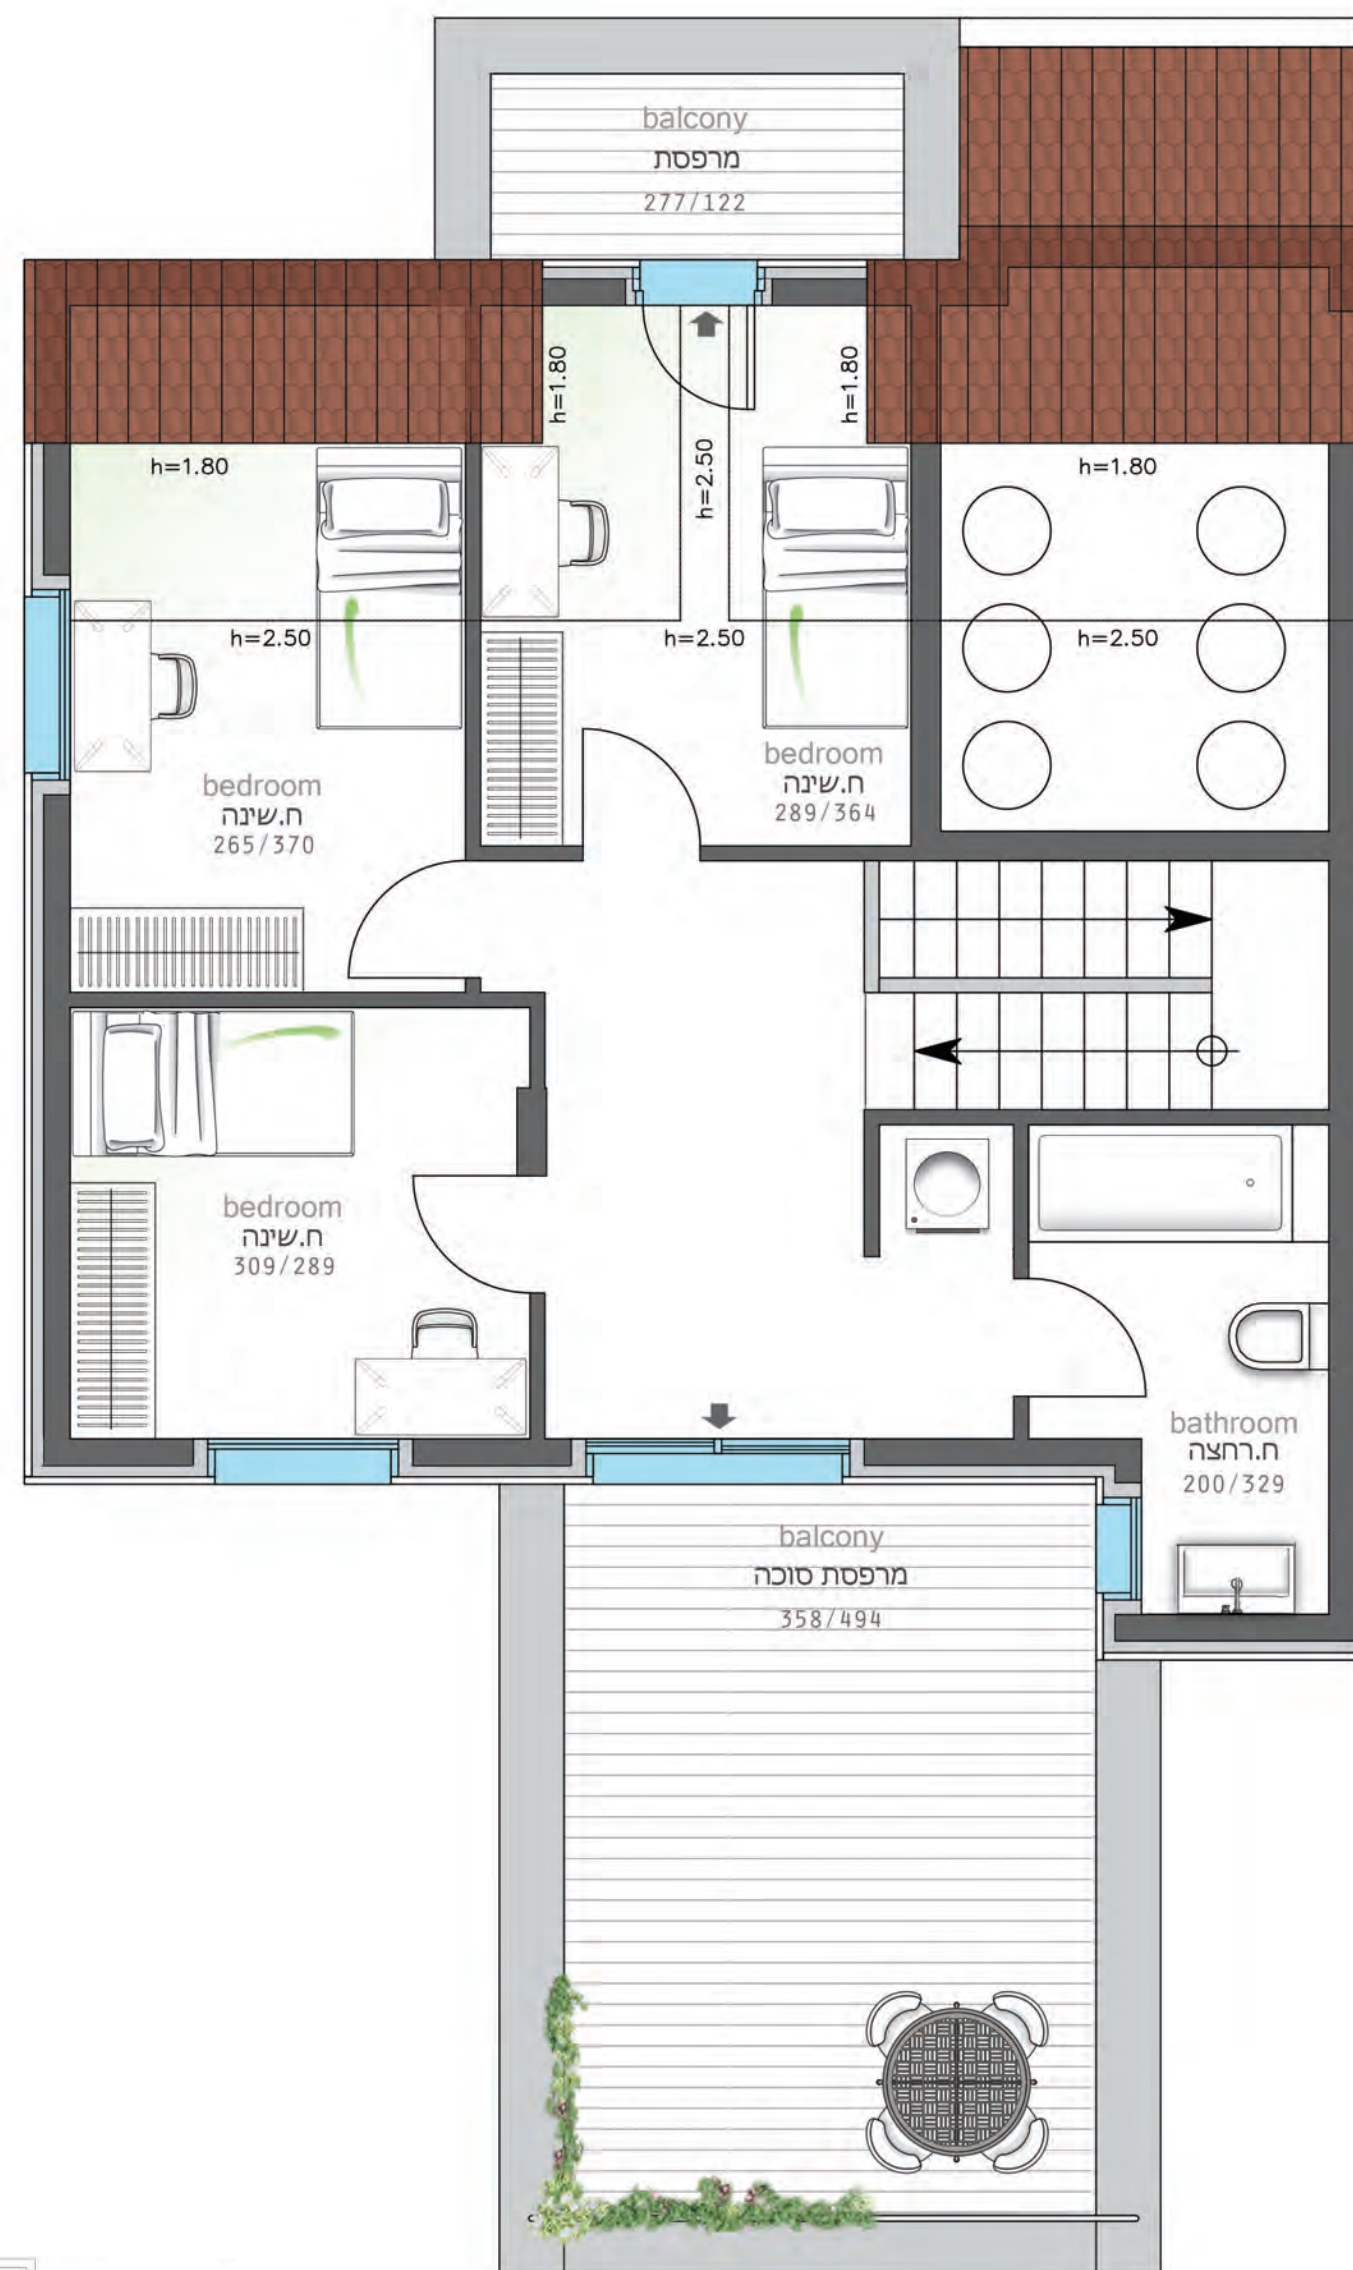 balcony
מרפסת
277/122
h=1.80
h=1.80
h=2.50
h=1.80
h=1.80
h=2.50
h=2.50
h=2.50
bedroom
ח.שינה
289/364
bedroom
ח.שינה
265/370
bedroom
ח.שינה
309/289
bathroom
ח.רחצה
200/329
balcony
מרפסת סוכה
358/494